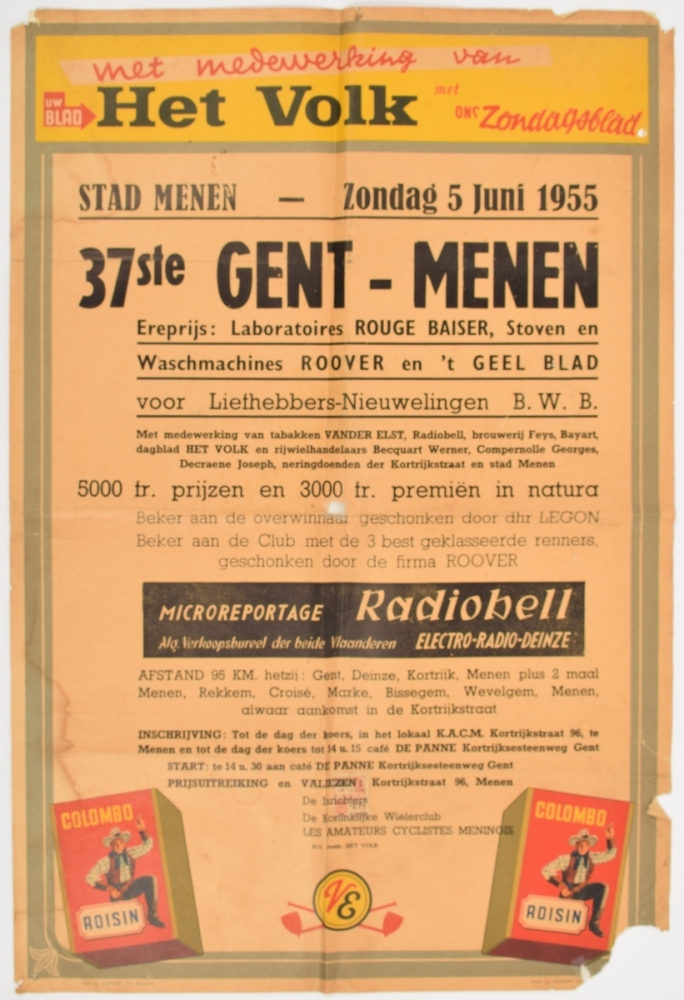 met medewerking van
UW BLAD Het Volk met ons Zondagsblad
STAD MENEN — Zondag 5 Juni 1955
37ste GENT - MENEN
Ereprijs: Laboratoires ROUGE BAISER, Stoven en
Waschmachines ROOVER en 't GEEL BLAD
voor Liefhebbers-Nieuwelingen B. W. B.
Met medewerking van tabakken VANDER ELST, Radiobell, brouwerij Feys, Bayart,
dagblad HET VOLK en rijwielhandelaars Becquart Werner, Compernolle Georges,
Decraene Joseph, neringdoenden der Kortrijkstraat en stad Menen
5000 fr. prijzen en 3000 fr. premiën in natura
Beker aan de overwinnaar geschonken door dhr LEGON
Beker aan de Club met de 3 best geklasseerde renners,
geschonken door de firma ROOVER
MICROREPORTAGE Radiobell
Alg. Verkoopsbureel der beide Vlaanderen ELECTRO-RADIO-DEINZE
AFSTAND 95 KM. hetzij: Gent, Deinze, Kortrijk, Menen plus 2 maal
Menen, Rekkem, Croisé, Marke, Bissegem, Wevelgem, Menen,
alwaar aankomst in de Kortrijkstraat
INSCHRIJVING: Tot de dag der koers, in het lokaal K.A.C.M. Kortrijkstraat 96, te
Menen en tot de dag der koers tot 14 u. 15 café DE PANNE Kortrijksesteenweg Gent
START: te 14 u. 30 aan café DE PANNE Kortrijksesteenweg Gent
PRIJSUITREIKING en VALIEZEN: Kortrijkstraat 96, Menen
De Inrichters
De Koninklijke Wielerclub
LES AMATEURS CYCLISTES MENINOIS
HET VOLK
COLOMBO
ROISIN
VE
COLOMBO
ROISIN